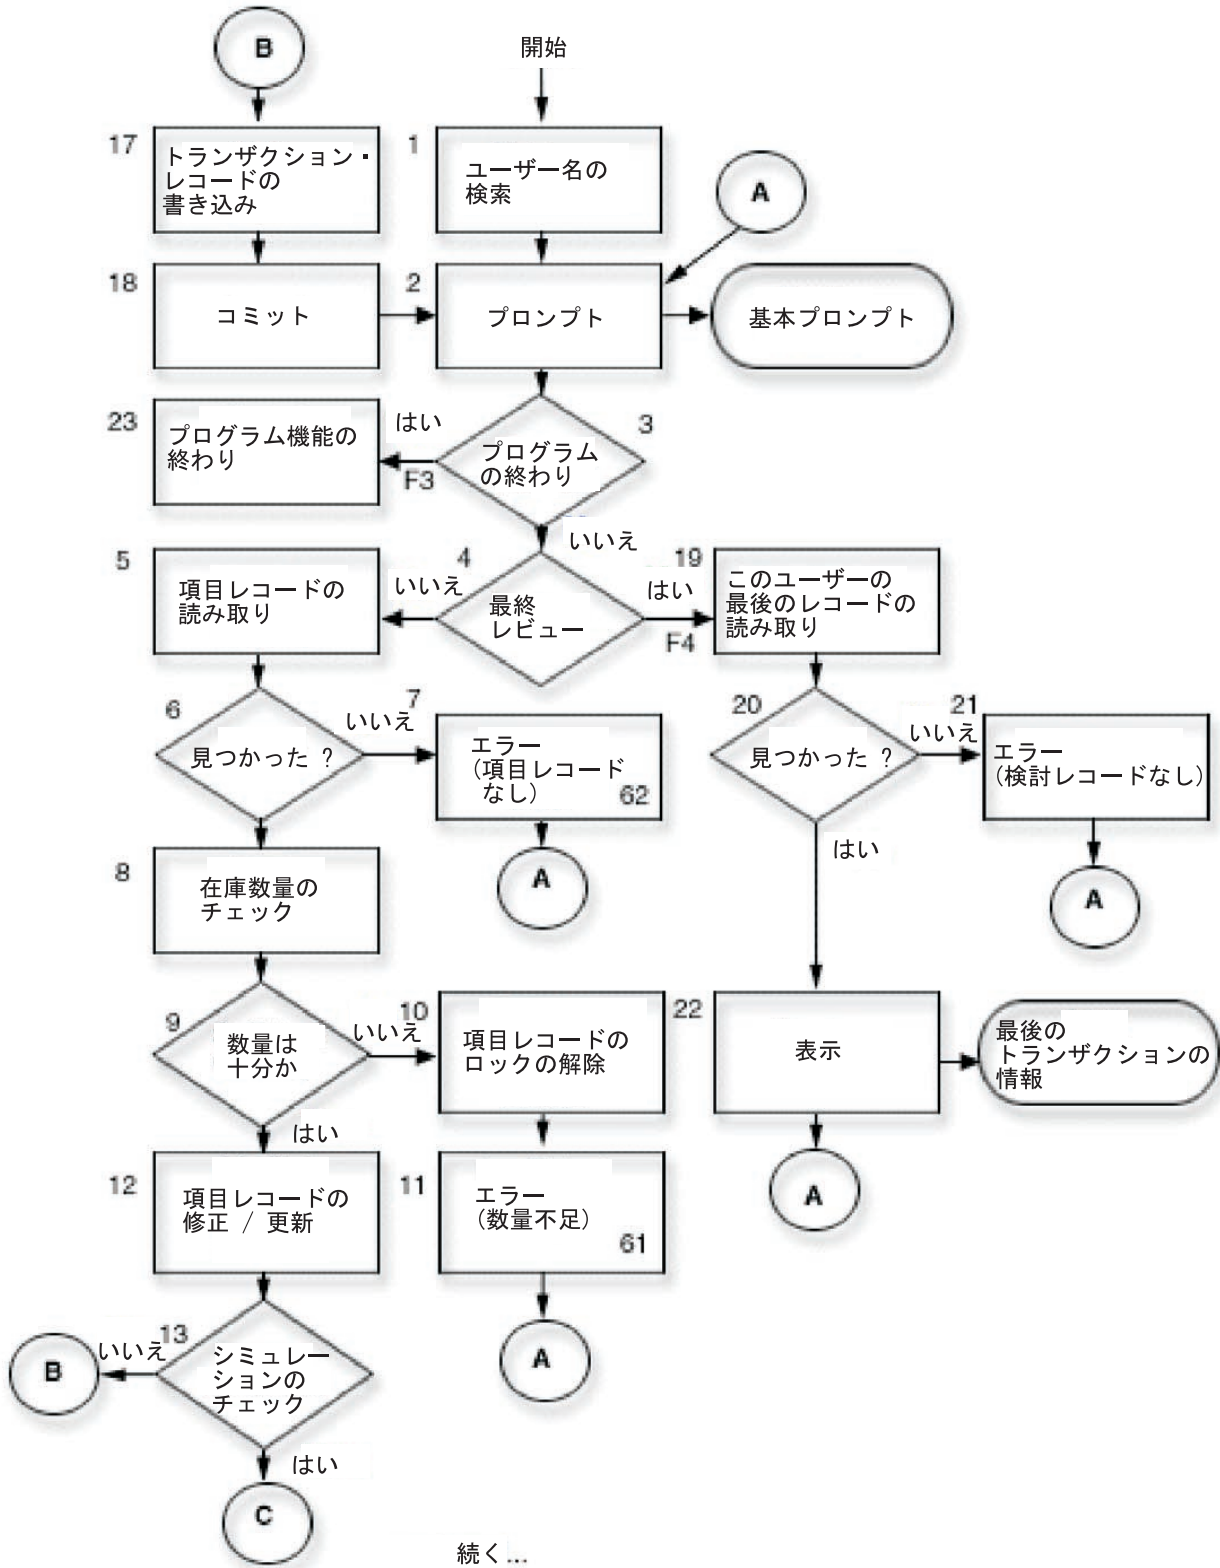 B
開始
17
トランザクション・
レコードの
書き込み
1
ユーザー名の
検索
A
18
コミット
2
プロンプト
基本プロンプト
23
プログラム機能の
終わり
はい
F3
3
プログラム
の終わり
いいえ
5
項目レコードの
読み取り
いいえ
4
最終
レビュー
はい
F4
19
このユーザーの
最後のレコードの
読み取り
6
見つかった ?
いいえ
7
エラー
(項目レコード
なし)
62
20
見つかった ?
いいえ
21
エラー
(検討レコードなし)
はい
8
在庫数量の
チェック
A
A
9
数量は
十分か
いいえ
10
項目レコードの
ロックの解除
22
表示
最後の
トランザクションの
情報
はい
12
項目レコードの
修正 / 更新
11
エラー
(数量不足)
61
A
13
シミュレー
ションの
チェック
いいえ
B
A
はい
C
続く...